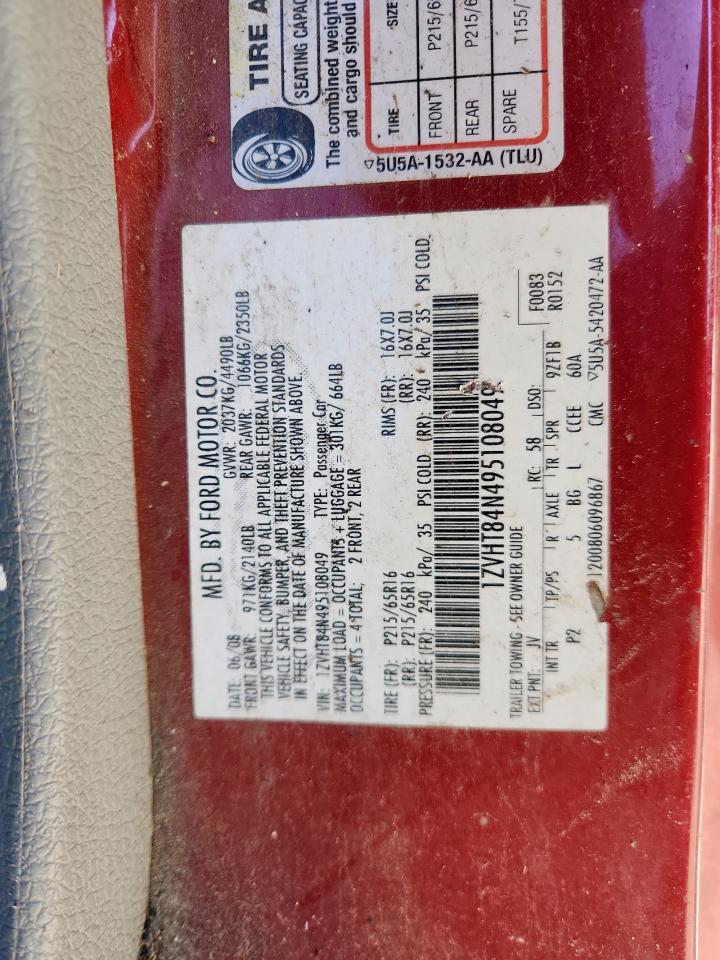 MFD. BY FORD MOTOR CO.
DATE: 06/08 GVWR: 2037KG/4490LB
FRONT GAWR: 971KG/2140LB REAR GAWR: 1066KG/2350LB
THIS VEHICLE CONFORMS TO ALL APPLICABLE FEDERAL MOTOR
VEHICLE SAFETY, BUMPER, AND THEFT PREVENTION STANDARDS
IN EFFECT ON THE DATE OF MANUFACTURE SHOWN ABOVE.
VIN: 1ZVHT84N495108049 TYPE: Passenger Car
MAXIMUM LOAD = OCCUPANTS + LUGGAGE = 301KG/ 664LB
OCCUPANTS = 4 TOTAL; 2 FRONT, 2 REAR
TIRE (FR): P215/65R16 RIMS (FR): 16X7.0J
(RR): P215/65R16 (RR): 16X7.0J
PRESSURE (FR): 240 kPa/ 35 PSI COLD (RR): 240 kPa/ 35 PSI COLD
1ZVHT84N495108049
TRAILER TOWING - SEE OWNER GUIDE F0083
EXT PNT: JV RC: 58 DSO: 9ZF1B R0152
INT TR TP/PS R AXLE TR SPR 60A
P2 5 BG L CCEE
1200806096867 CMC ▽5U5A-5420472-AA
TIRE A
SEATING CAPAC
The combined weight
and cargo should
TIRE SIZE
FRONT P215/6
REAR P215/6
SPARE T155/
▽5U5A-1532-AA (TLU)